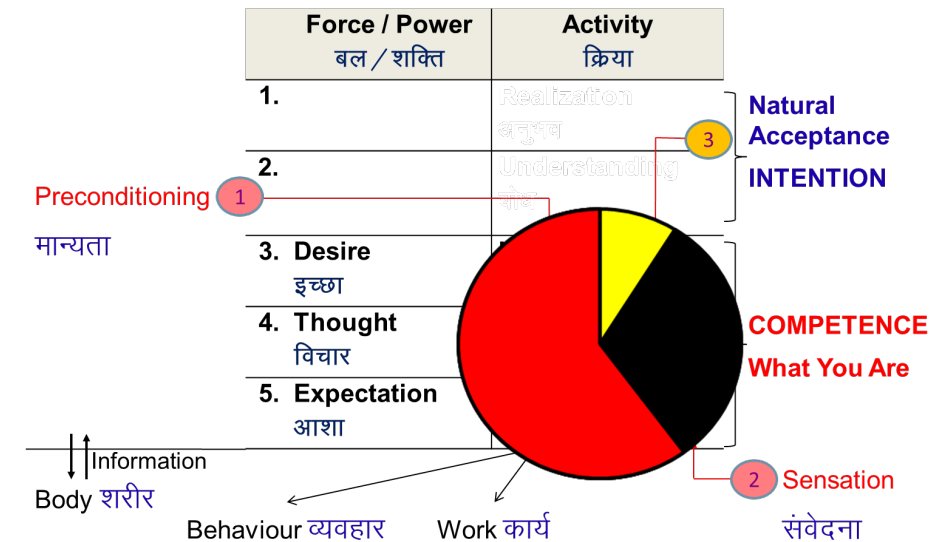 Force / Power
बल / शक्ति
Activity
क्रिया
1.
Realization
अनुभव
2.
Understanding
बोध
3. Desire
इच्छा
4. Thought
विचार
5. Expectation
आशा
Natural
Acceptance
INTENTION
3
Preconditioning
1
मान्यता
COMPETENCE
What You Are
Information
Body शरीर
Behaviour व्यवहार
Work कार्य
2
Sensation
संवेदना